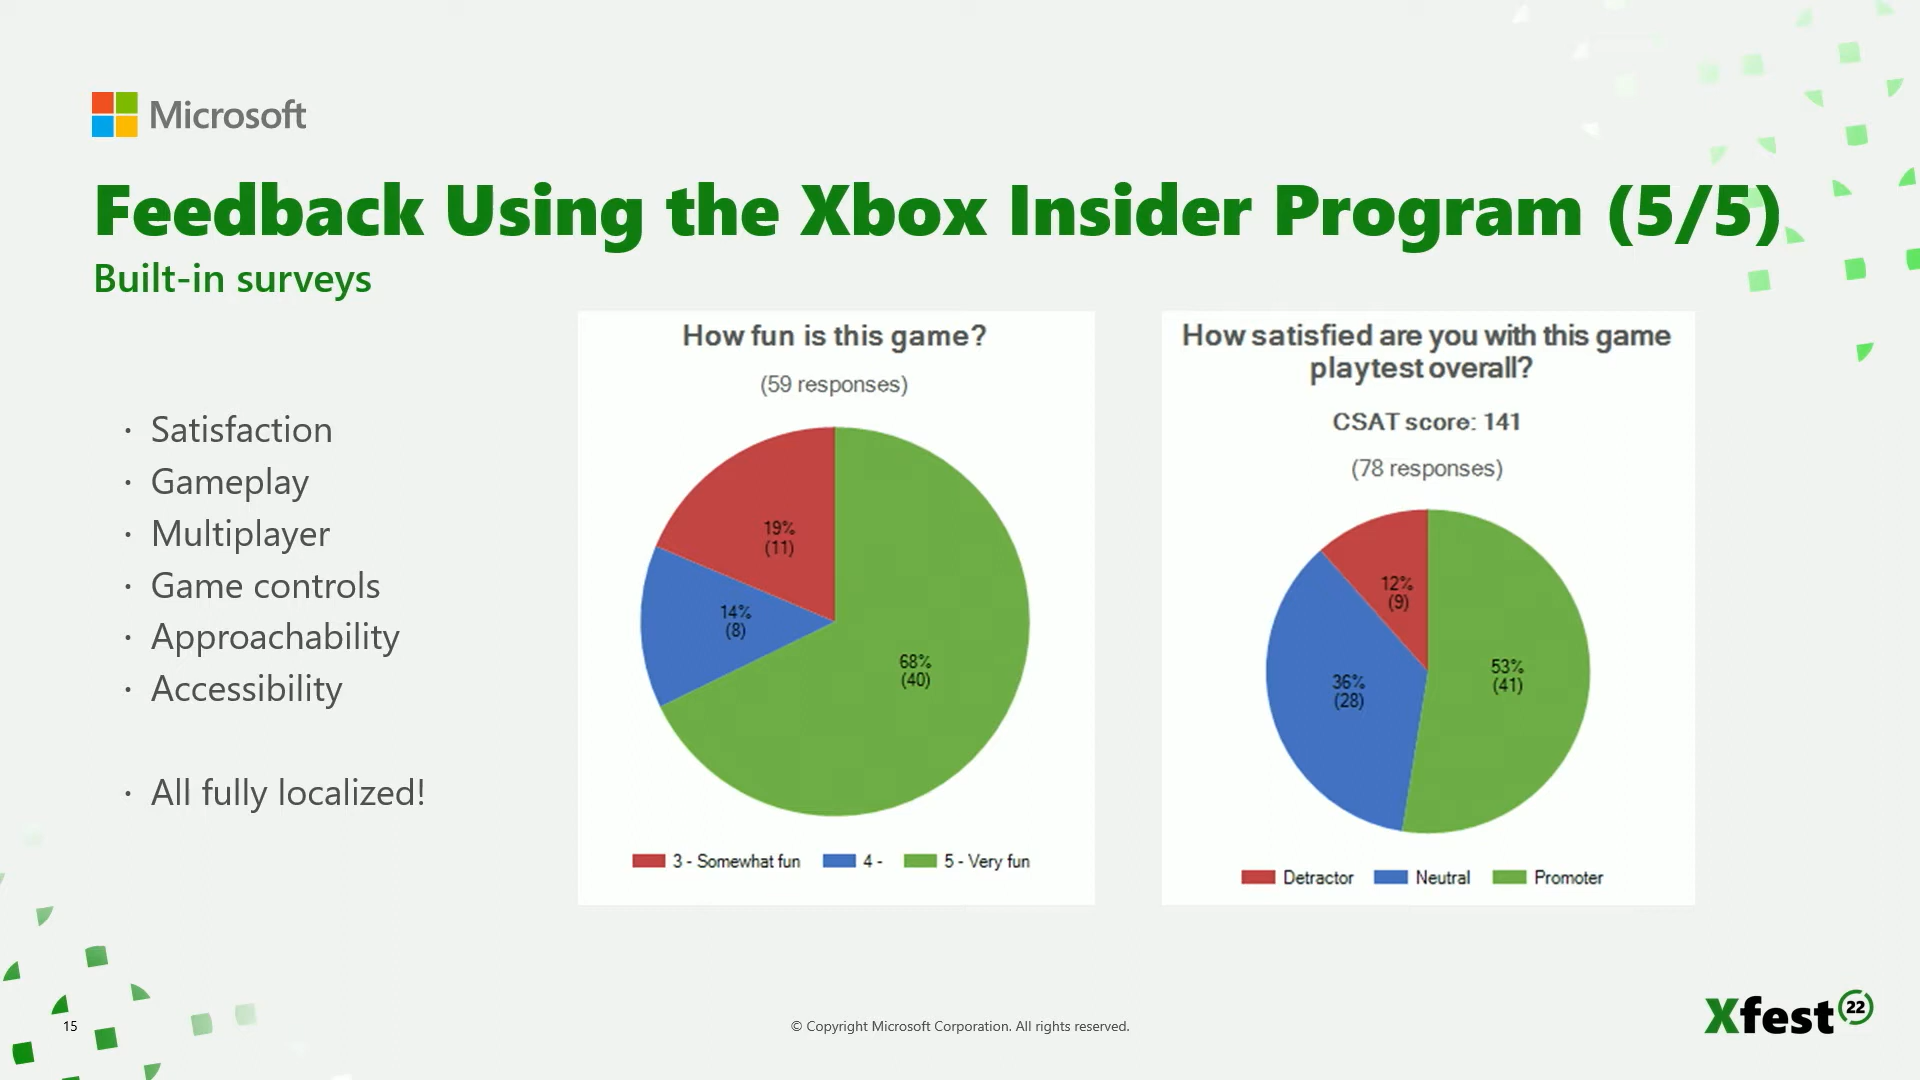 Microsoft
Feedback Using the Xbox Insider Program (5/5)
Built-in surveys
· Satisfaction
· Gameplay
· Multiplayer
· Game controls
· Approachability
· Accessibility
· All fully localized!
How fun is this game?
(59 responses)
19%
(11)
14%
(8)
68%
(40)
3 - Somewhat fun 4 - 5 - Very fun
How satisfied are you with this game
playtest overall?
CSAT score: 141
(78 responses)
12%
(9)
36%
(28)
53%
(41)
Detractor Neutral Promoter
15
© Copyright Microsoft Corporation. All rights reserved.
Xfest 22